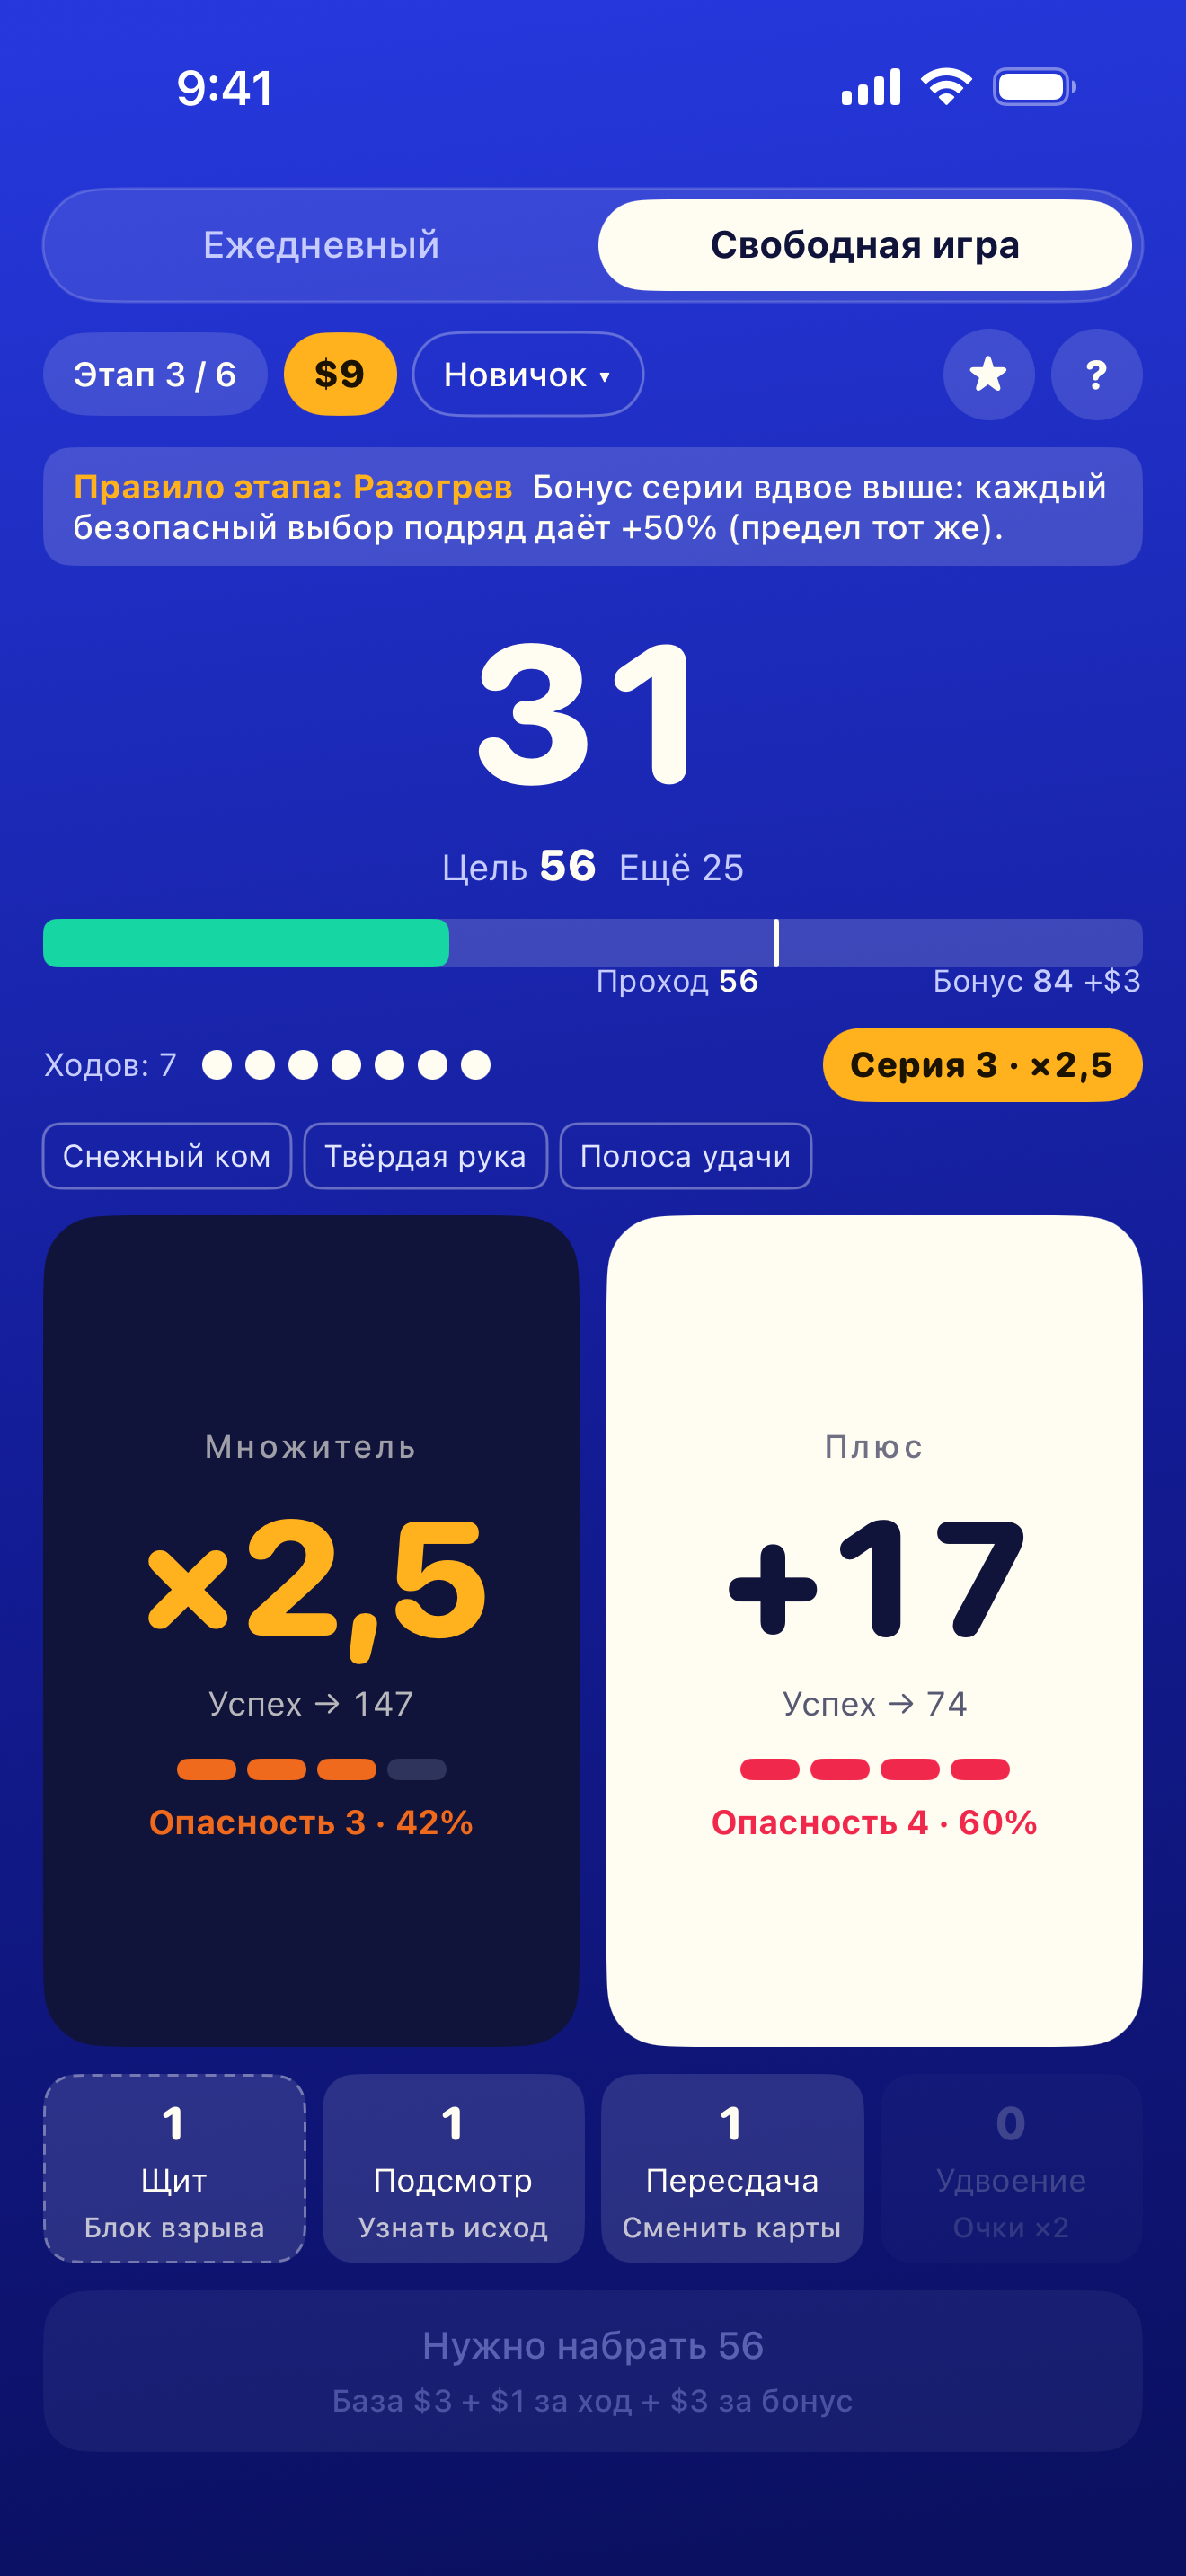 9:41
Ежедневный
Свободная игра
Этап 3 / 6
$9
Новичок ▾
?
Правило этапа: Разогрев Бонус серии вдвое выше: каждый
безопасный выбор подряд даёт +50% (предел тот же).
31
Цель 56 Ещё 25
Проход 56
Бонус 84 +$3
Ходов: 7
Серия 3 · ×2,5
Снежный ком
Твёрдая рука
Полоса удачи
Множитель
×2,5
Успех → 147
Опасность 3 · 42%
Плюс
+17
Успех → 74
Опасность 4 · 60%
1
Щит
Блок взрыва
1
Подсмотр
Узнать исход
1
Пересдача
Сменить карты
0
Удвоение
Очки ×2
Нужно набрать 56
База $3 + $1 за ход + $3 за бонус